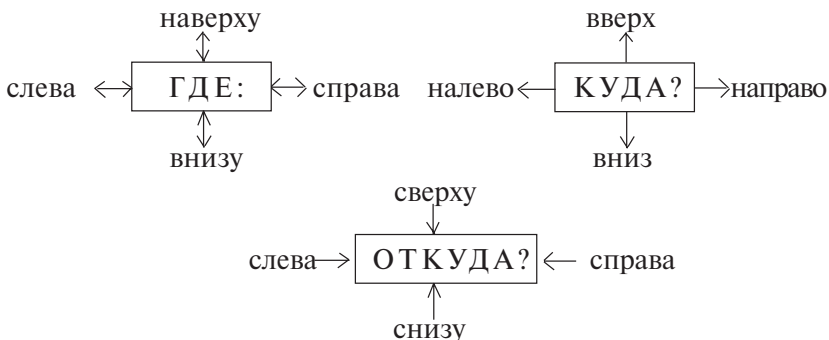 наверху
слева ГДЕ: справа
внизу
вверх
налево КУДА? направо
вниз
сверху
слева ОТКУДА? справа
снизу